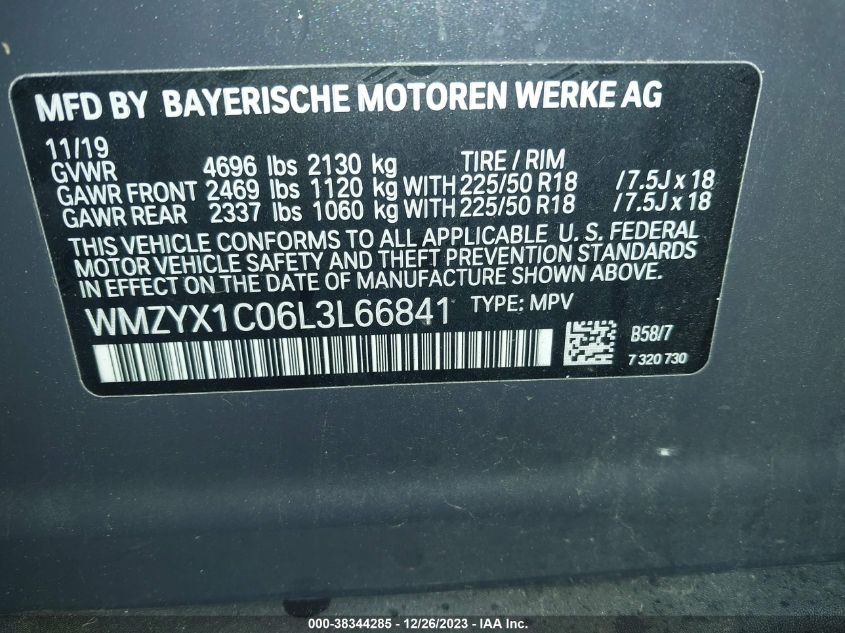 MFD BY BAYERISCHE MOTOREN WERKE AG
11/19
GVWR 4696 lbs 2130 kg TIRE / RIM
GAWR FRONT 2469 lbs 1120 kg WITH 225/50 R18 / 7.5J x 18
GAWR REAR 2337 lbs 1060 kg WITH 225/50 R18 / 7.5J x 18
THIS VEHICLE CONFORMS TO ALL APPLICABLE U. S. FEDERAL
MOTOR VEHICLE SAFETY AND THEFT PREVENTION STANDARDS
IN EFFECT ON THE DATE OF MANUFACTURE SHOWN ABOVE.
WMZYX1C06L3L66841 TYPE: MPV
B58/7
7 320 730
000-38344285 - 12/26/2023 - IAA Inc.